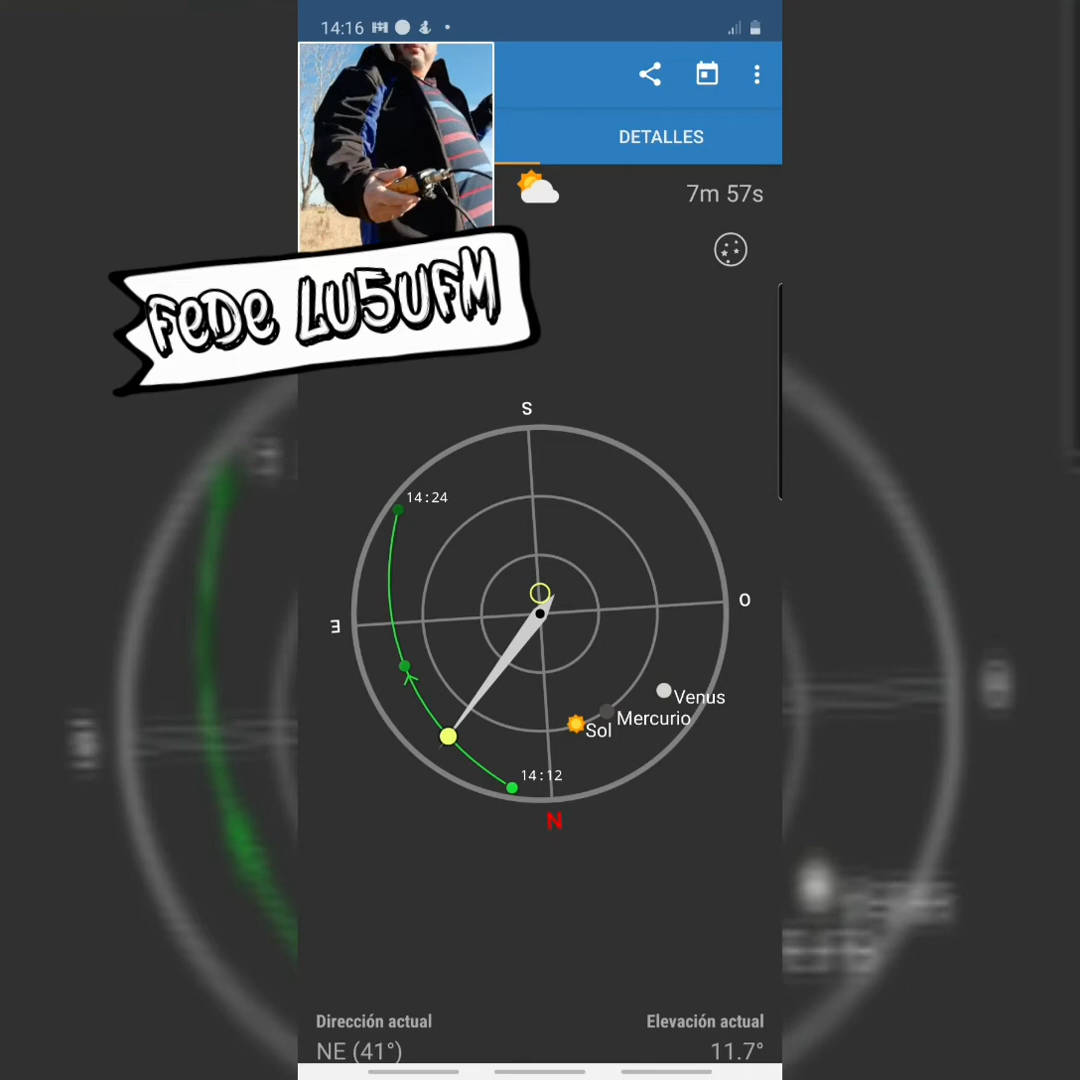 14:16
DETALLES
7m 57s
FeDe LU5UFM
S
14:24
O
E
Venus
Mercurio
Sol
14:12
N
Dirección actual
Elevación actual
NE (41°)
11.7°